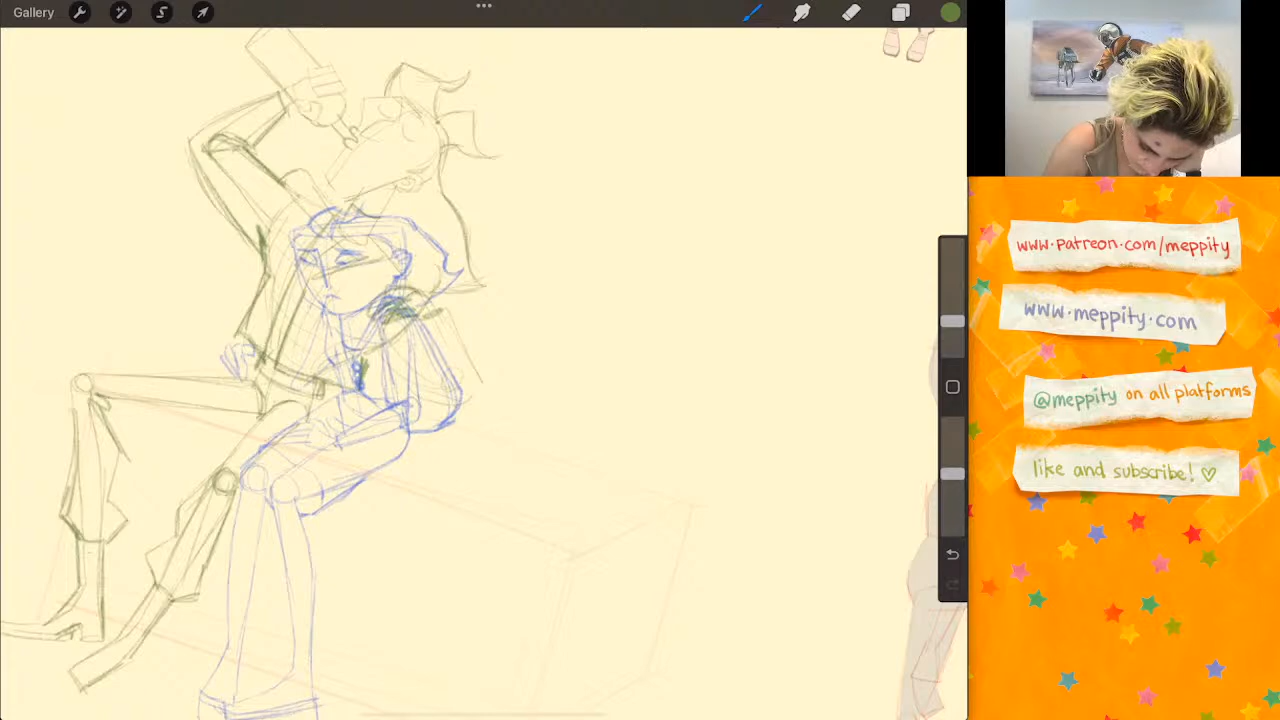 Gallery
www.patreon.com/meppity
www.meppity.com
@meppity on all platforms
like and subscribe! ♡